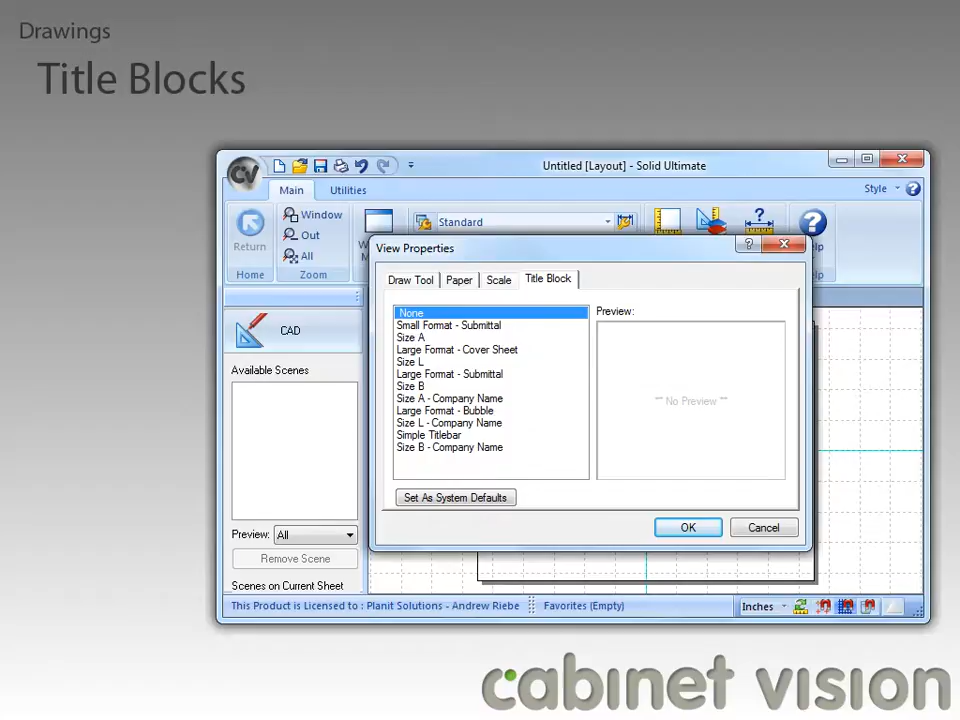 Drawings
Title Blocks
CV
Untitled [Layout] - Solid Ultimate
Main
Utilities
Style
Return
Home
Window
Out
All
Zoom
Standard
View Properties
Draw Tool
Paper
Scale
Title Block
None
Small Format - Submittal
Size A
Large Format - Cover Sheet
Size L
Large Format - Submittal
Size B
Size A - Company Name
Large Format - Bubble
Size L - Company Name
Simple Titlebar
Size B - Company Name
Preview:
** No Preview **
Set As System Defaults
OK
Cancel
CAD
Available Scenes
Preview: All
Remove Scene
Scenes on Current Sheet
This Product is Licensed to : Planit Solutions - Andrew Riebe
Favorites (Empty)
Inches
cabinet vision